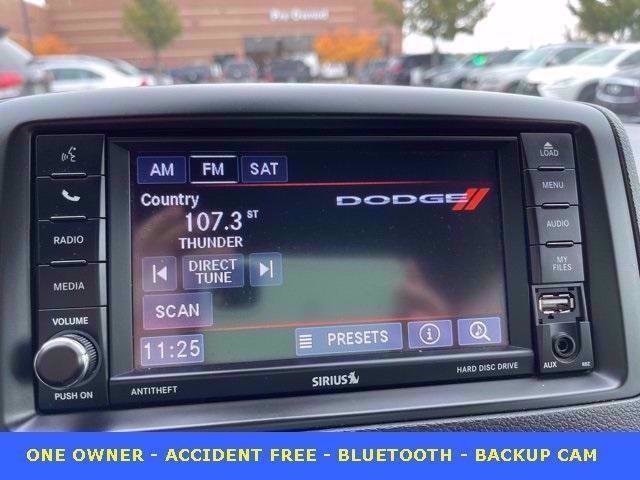 AM FM SAT
Country
107.3 ST
THUNDER
DIRECT
TUNE
SCAN
11:25
PRESETS
DODGE
RADIO
MEDIA
VOLUME
PUSH ON
ANTITHEFT
SIRIUS
HARD DISC DRIVE
LOAD
MENU
AUDIO
MY
FILES
AUX
ONE OWNER - ACCIDENT FREE - BLUETOOTH - BACKUP CAM